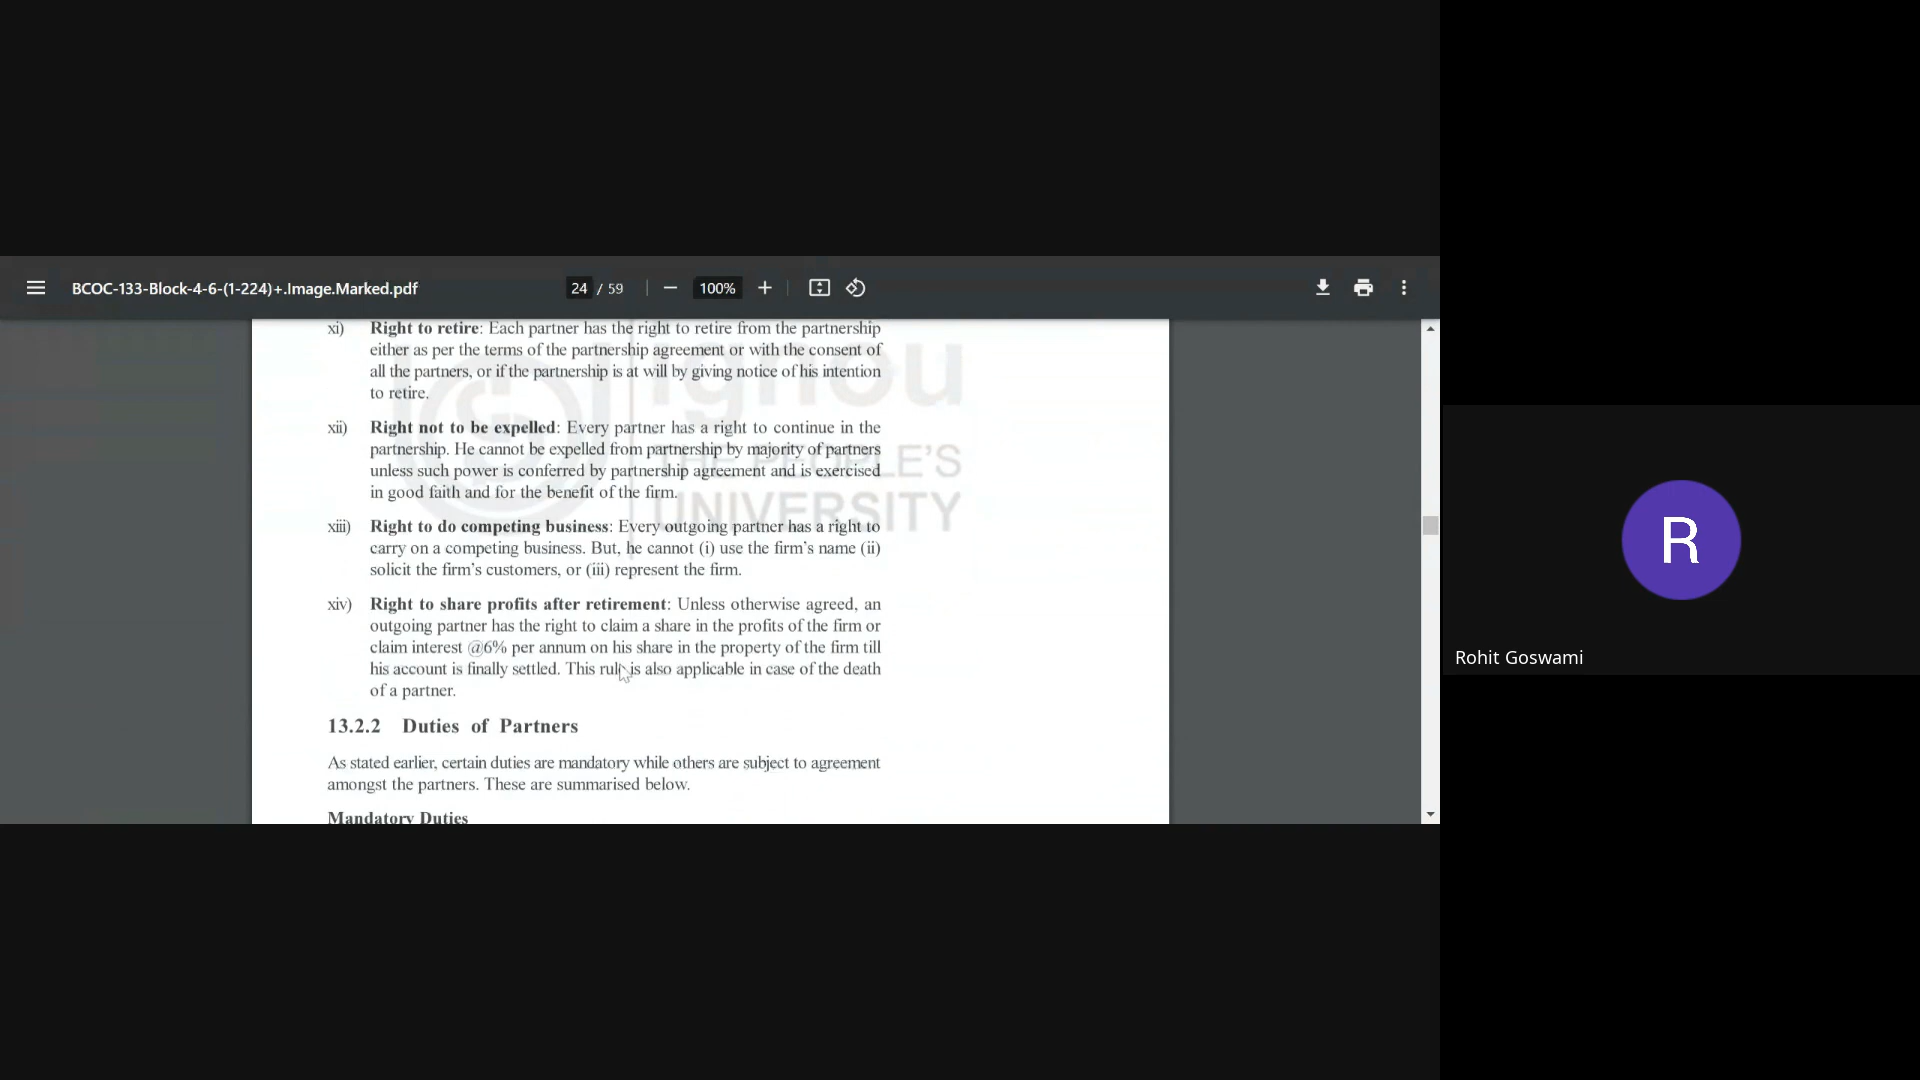 BCOC-133-Block-4-6-(1-224)+.Image.Marked.pdf
24 / 59
100%
xi) Right to retire: Each partner has the right to retire from the partnership
either as per the terms of the partnership agreement or with the consent of
all the partners, or if the partnership is at will by giving notice of his intention
to retire.
xii) Right not to be expelled: Every partner has a right to continue in the
partnership. He cannot be expelled from partnership by majority of partners
unless such power is conferred by partnership agreement and is exercised
in good faith and for the benefit of the firm.
xiii) Right to do competing business: Every outgoing partner has a right to
carry on a competing business. But, he cannot (i) use the firm's name (ii)
solicit the firm's customers, or (iii) represent the firm.
xiv) Right to share profits after retirement: Unless otherwise agreed, an
outgoing partner has the right to claim a share in the profits of the firm or
claim interest @6% per annum on his share in the property of the firm till
his account is finally settled. This rule is also applicable in case of the death
of a partner.
13.2.2 Duties of Partners
As stated earlier, certain duties are mandatory while others are subject to agreement
amongst the partners. These are summarised below.
Mandatory Duties
ignou
THE PEOPLE'S
UNIVERSITY
R
Rohit Goswami